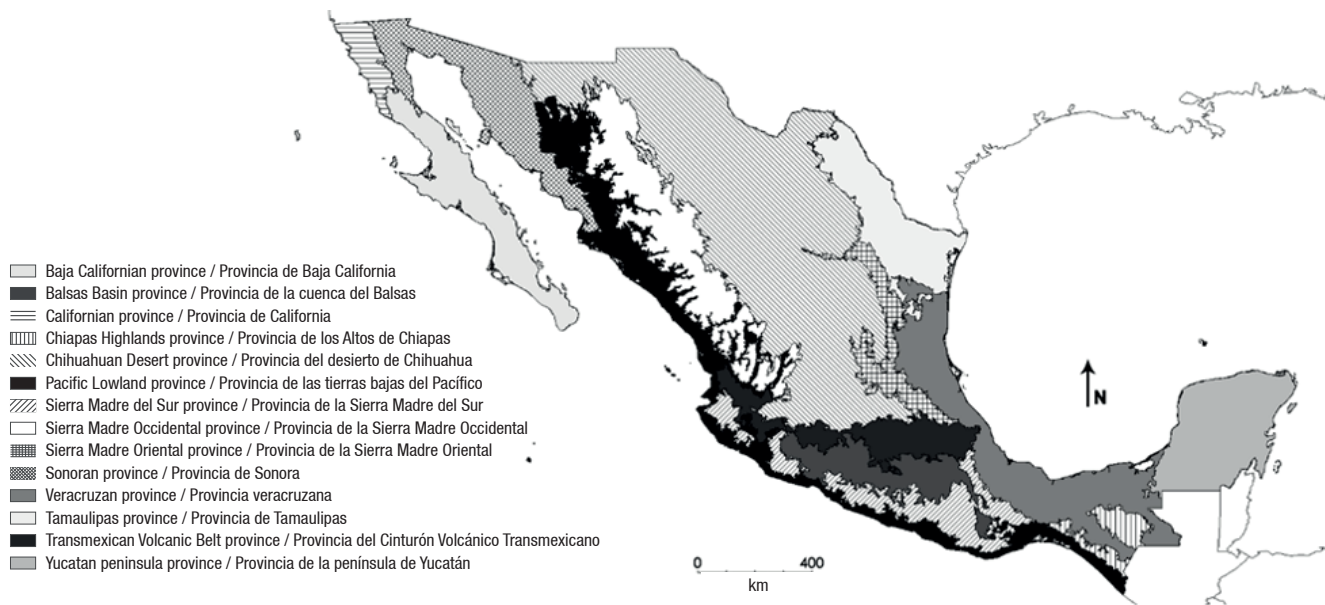 Baja Californian province / Provincia de Baja California
Balsas Basin province / Provincia de la cuenca del Balsas
Californian province / Provincia de California
Chiapas Highlands province / Provincia de los Altos de Chiapas
Chihuahuan Desert province / Provincia del desierto de Chihuahua
Pacific Lowland province / Provincia de las tierras bajas del Pacífico
Sierra Madre del Sur province / Provincia de la Sierra Madre del Sur
Sierra Madre Occidental province / Provincia de la Sierra Madre Occidental
Sierra Madre Oriental province / Provincia de la Sierra Madre Oriental
Sonoran province / Provincia de Sonora
Veracruzan province / Provincia veracruzana
Tamaulipas province / Provincia de Tamaulipas
Transmexican Volcanic Belt province / Provincia del Cinturón Volcánico Transmexicano
Yucatan peninsula province / Provincia de la península de Yucatán
N
0 400
km